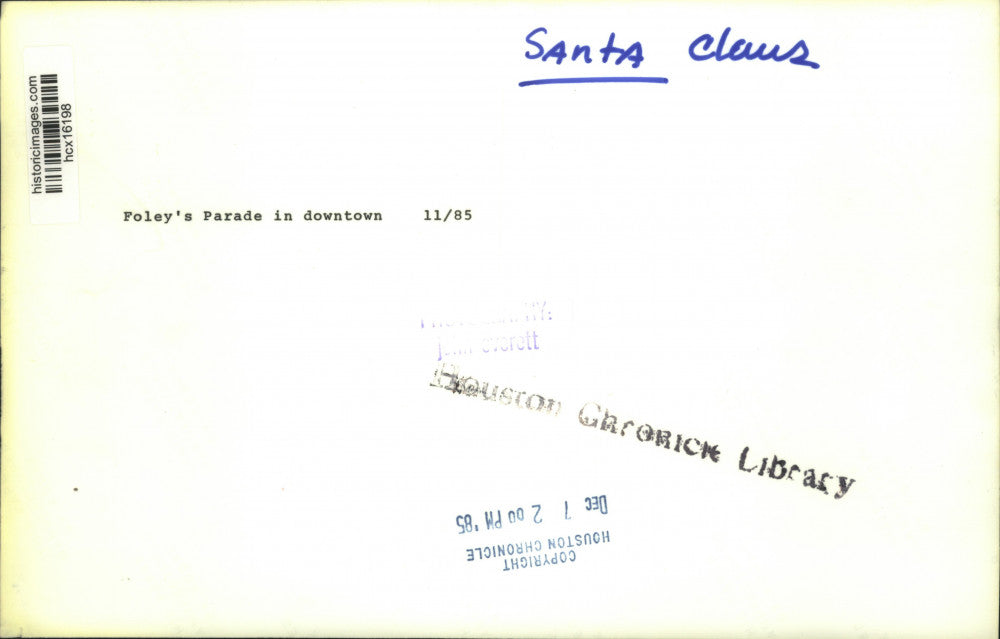 Santa Claus
historicimages.com
hcx16198
Foley's Parade in downtown 11/85
everett
Houston Chronicle Library
DEC 7 2 00 PM '85
COPYRIGHT
HOUSTON CHRONICLE